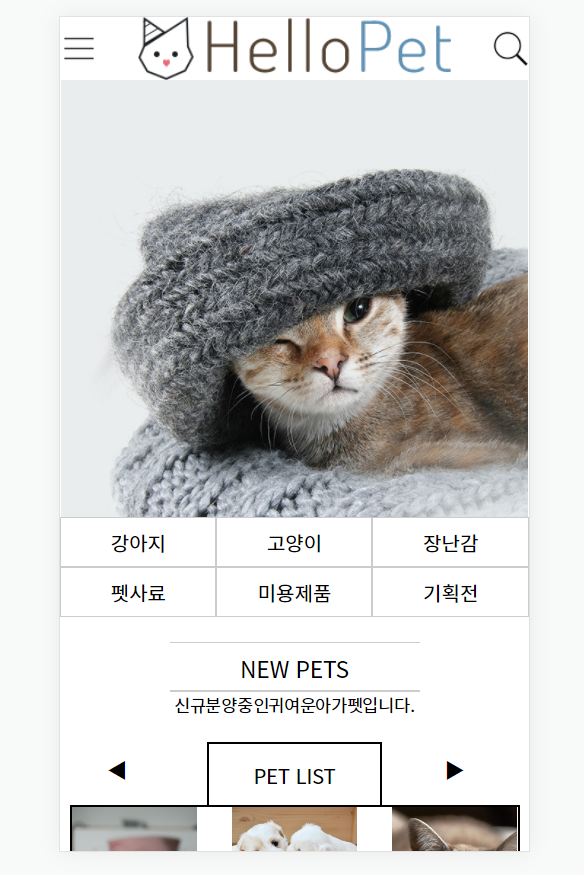 HelloPet
강아지 고양이 장난감
펫사료 미용제품 기획전
NEW PETS
신규분양중인귀여운아가펫입니다.
PET LIST